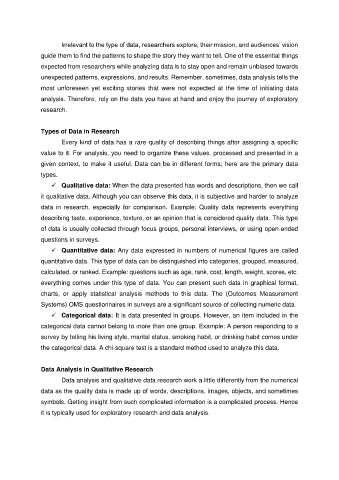 Irrelevant to the type of data, researchers explore, their mission, and audiences' vision
guide them to find the patterns to shape the story they want to tell. One of the essential things
expected from researchers while analyzing data is to stay open and remain unbiased towards
unexpected patterns, expressions, and results. Remember, sometimes, data analysis tells the
most unforeseen yet exciting stories that were not expected at the time of initiating data
analysis. Therefore, rely on the data you have at hand and enjoy the journey of exploratory
research.
Types of Data in Research
Every kind of data has a rare quality of describing things after assigning a specific
value to it. For analysis, you need to organize these values, processed and presented in a
given context, to make it useful. Data can be in different forms; here are the primary data
types.
✓ Qualitative data: When the data presented has words and descriptions, then we call
it qualitative data. Although you can observe this data, it is subjective and harder to analyze
data in research, especially for comparison. Example: Quality data represents everything
describing taste, experience, texture, or an opinion that is considered quality data. This type
of data is usually collected through focus groups, personal interviews, or using open-ended
questions in surveys.
✓ Quantitative data: Any data expressed in numbers of numerical figures are called
quantitative data. This type of data can be distinguished into categories, grouped, measured,
calculated, or ranked. Example: questions such as age, rank, cost, length, weight, scores, etc.
everything comes under this type of data. You can present such data in graphical format,
charts, or apply statistical analysis methods to this data. The (Outcomes Measurement
Systems) OMS questionnaires in surveys are a significant source of collecting numeric data.
✓ Categorical data: It is data presented in groups. However, an item included in the
categorical data cannot belong to more than one group. Example: A person responding to a
survey by telling his living style, marital status, smoking habit, or drinking habit comes under
the categorical data. A chi-square test is a standard method used to analyze this data.
Data Analysis in Qualitative Research
Data analysis and qualitative data research work a little differently from the numerical
data as the quality data is made up of words, descriptions, images, objects, and sometimes
symbols. Getting insight from such complicated information is a complicated process. Hence
it is typically used for exploratory research and data analysis.